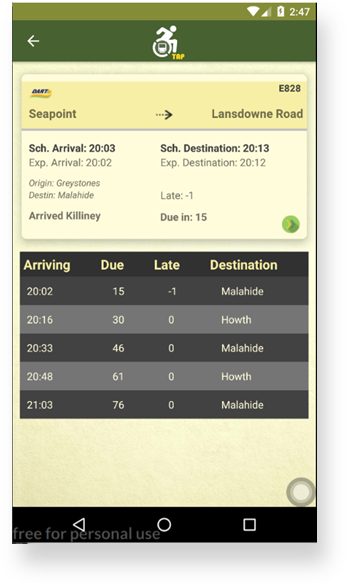 2:47
TAP
DART
E828
Seapoint Lansdowne Road
Sch. Arrival: 20:03 Sch. Destination: 20:13
Exp. Arrival: 20:02 Exp. Destination: 20:12
Origin: Greystones
Destin: Malahide Late: -1
Arrived Killiney Due in: 15
Arriving Due Late Destination
20:02 15 -1 Malahide
20:16 30 0 Howth
20:33 46 0 Malahide
20:48 61 0 Howth
21:03 76 0 Malahide
free for personal use